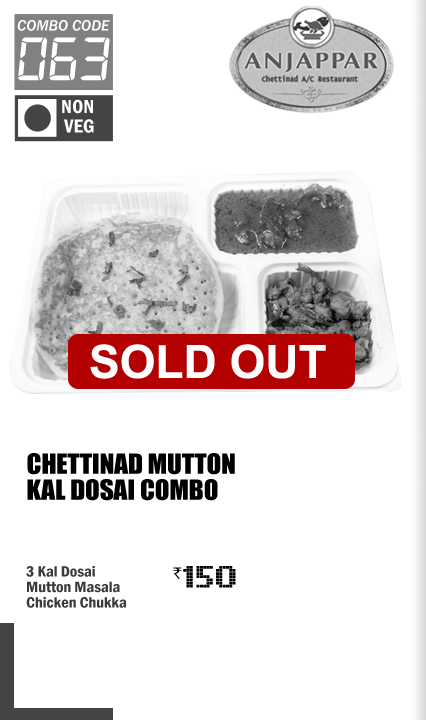 COMBO CODE
063
NON
VEG
ANJAPPAR
Chettinad A/C Restaurant
SOLD OUT
CHETTINAD MUTTON
KAL DOSAI COMBO
3 Kal Dosai
Mutton Masala
Chicken Chukka
₹150